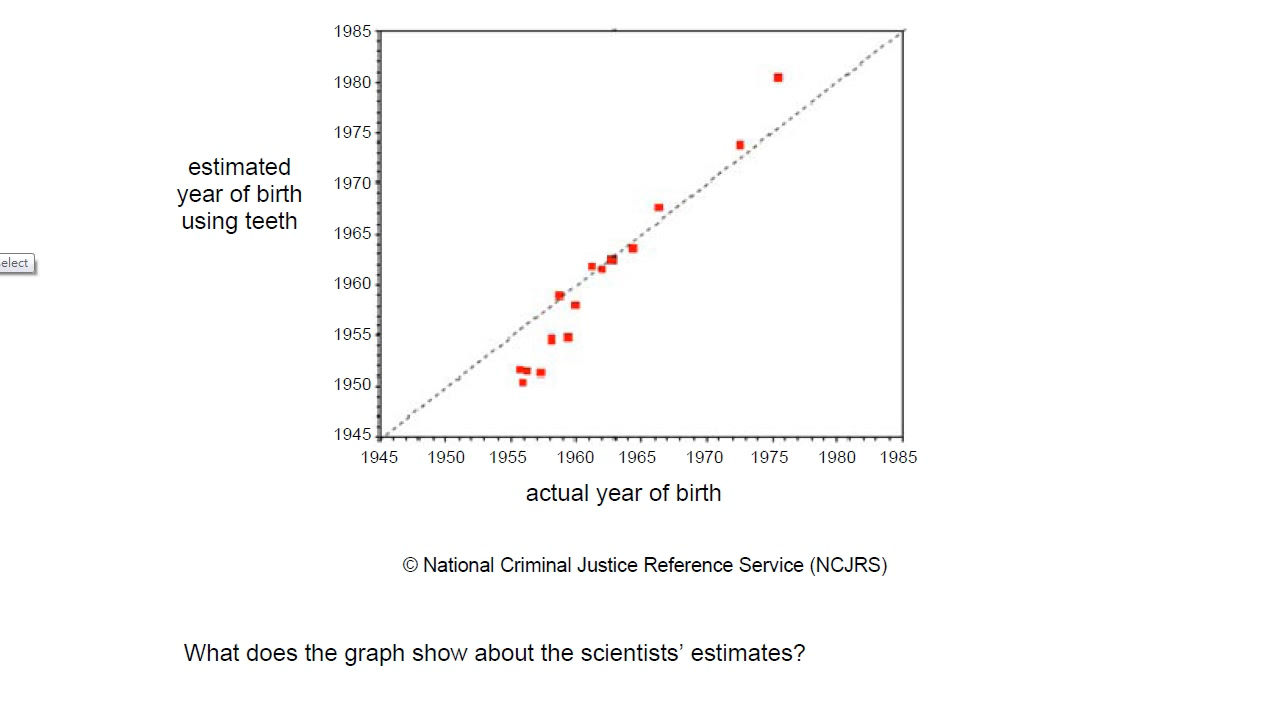 1985
1980
1975
1970
1965
1960
1955
1950
1945
estimated
year of birth
using teeth
elect
1945 1950 1955 1960 1965 1970 1975 1980 1985
actual year of birth
© National Criminal Justice Reference Service (NCJRS)
What does the graph show about the scientists’ estimates?